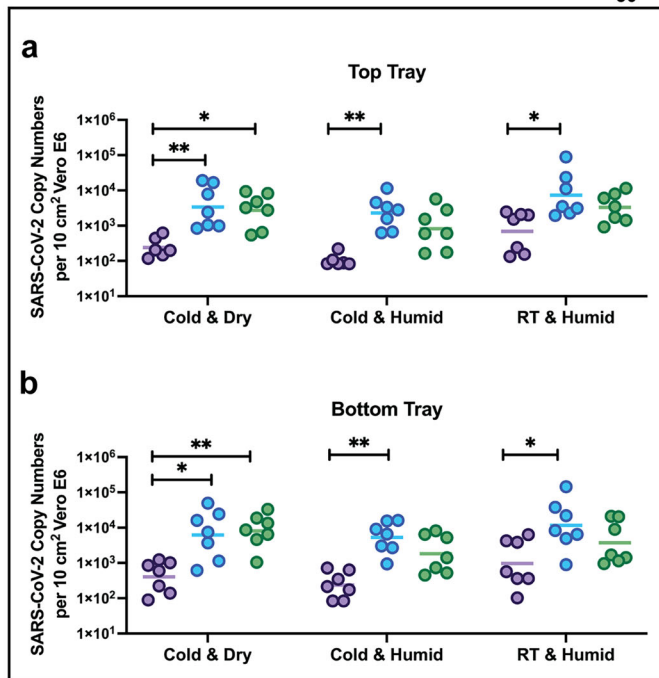 a
Top Tray
SARS-CoV-2 Copy Numbers
per 10 cm² Vero E6
1×10⁶
1×10⁵
1×10⁴
1×10³
1×10²
1×10¹
*
**
**
*
Cold & Dry
Cold & Humid
RT & Humid
b
Bottom Tray
SARS-CoV-2 Copy Numbers
per 10 cm² Vero E6
1×10⁶
1×10⁵
1×10⁴
1×10³
1×10²
1×10¹
**
*
**
*
Cold & Dry
Cold & Humid
RT & Humid